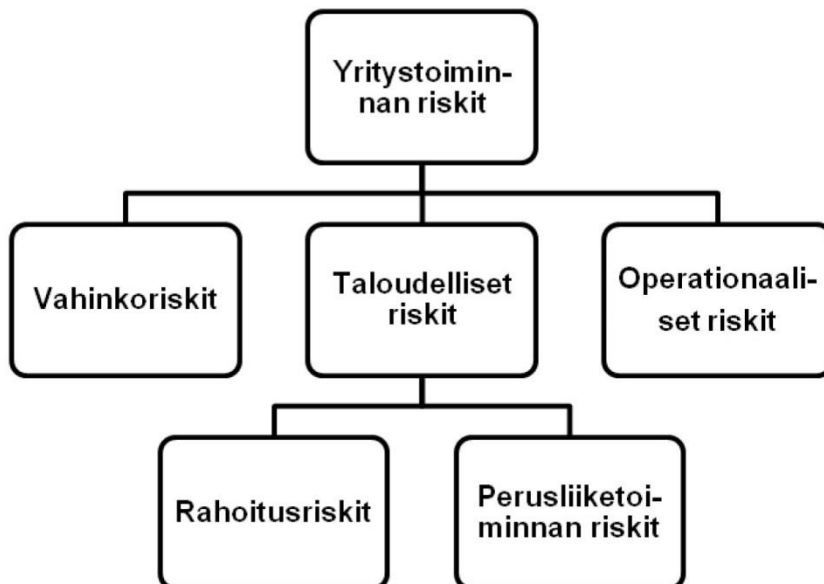 Yritystoimin-
nan riskit
Vahinkoriskit
Taloudelliset
riskit
Operationaali-
set riskit
Rahoitusriskit
Perusliiketoi-
minnan riskit